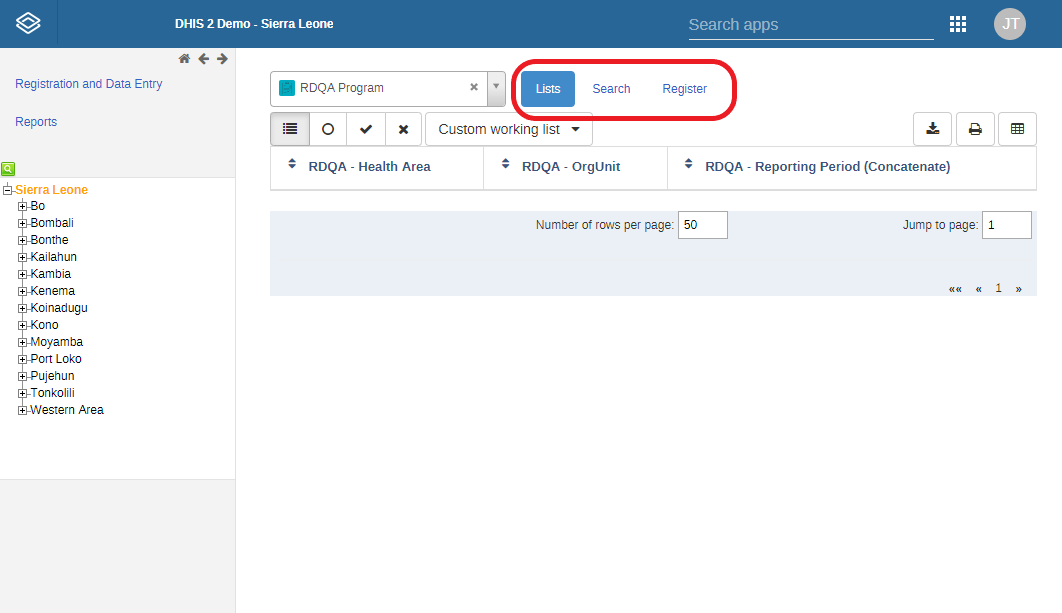 DHIS 2 Demo - Sierra Leone
Search apps
JT
Registration and Data Entry
Reports
Sierra Leone
Bo
Bombali
Bonthe
Kailahun
Kambia
Kenema
Koinadugu
Kono
Moyamba
Port Loko
Pujehun
Tonkolili
Western Area
RDQA Program
Lists
Search
Register
Custom working list
RDQA - Health Area
RDQA - OrgUnit
RDQA - Reporting Period (Concatenate)
Number of rows per page: 50
Jump to page: 1
«« « 1 »